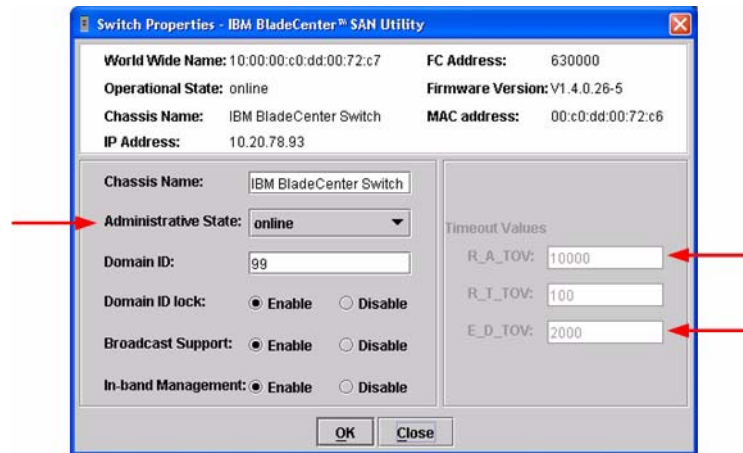 Switch Properties - IBM BladeCenter™ SAN Utility
World Wide Name: 10:00:00:c0:dd:00:72:c7 FC Address: 630000
Operational State: online Firmware Version: V1.4.0.26-5
Chassis Name: IBM BladeCenter Switch MAC address: 00:c0:dd:00:72:c6
IP Address: 10.20.78.93
Chassis Name: IBM BladeCenter Switch
Administrative State: online
Domain ID: 99
Domain ID lock: Enable Disable
Broadcast Support: Enable Disable
In-band Management: Enable Disable
Timeout Values
R_A_TOV: 10000
R_T_TOV: 100
E_D_TOV: 2000
OK Close